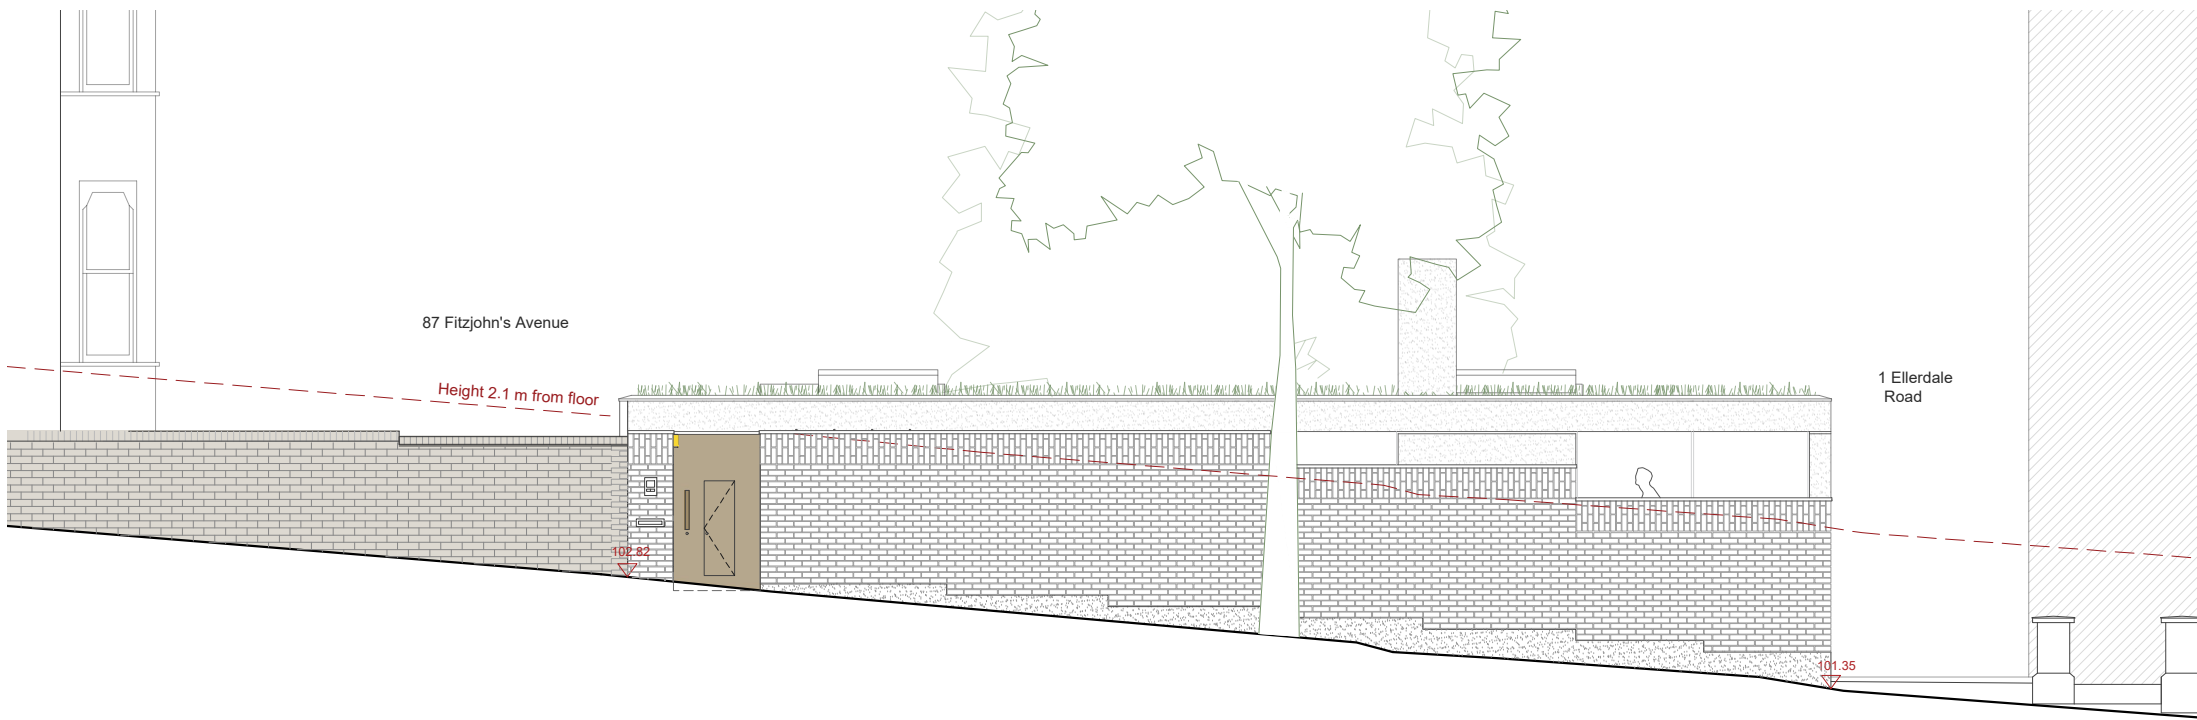 87 Fitzjohn's Avenue
Height 2.1 m from floor
1 Ellerdale
Road
102.82
101.35